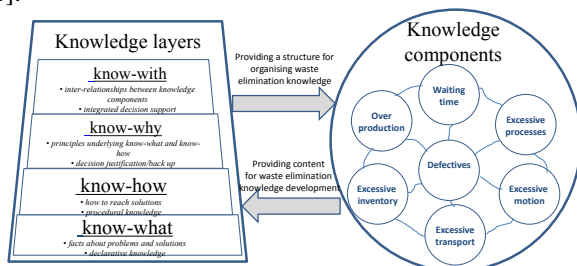 ].
Knowledge layers
know-with
• inter-relationships between knowledge
components
• integrated decision support
know-why
• principles underlying know-what and know-
how
• decision justification/back up
know-how
• how to reach solutions
• procedural knowledge
know-what
• facts about problems and solutions
• declarative knowledge
Providing a structure for
organising waste
elimination knowledge
Providing content
for waste elimination
knowledge development
Knowledge
components
Waiting
time
Over
production
Excessive
processes
Defectives
Excessive
inventory
Excessive
motion
Excessive
transport